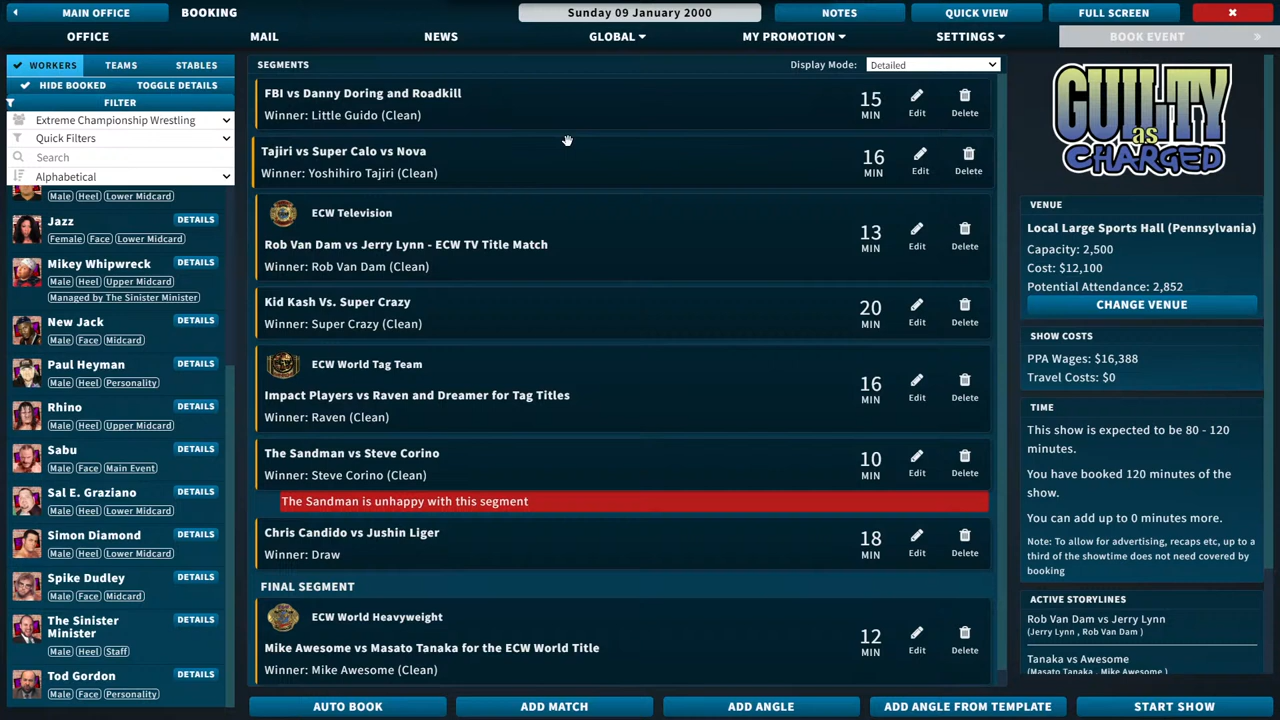 MAIN OFFICE
BOOKING
Sunday 09 January 2000
NOTES
QUICK VIEW
FULL SCREEN
OFFICE
MAIL
NEWS
GLOBAL
MY PROMOTION
SETTINGS
BOOK EVENT
WORKERS
TEAMS
STABLES
HIDE BOOKED
TOGGLE DETAILS
FILTER
Extreme Championship Wrestling
Quick Filters
Search
Alphabetical
Male Heel Lower Midcard
Jazz
DETAILS
Female Face Lower Midcard
Mikey Whipwreck
DETAILS
Male Heel Upper Midcard
Managed by The Sinister Minister
New Jack
DETAILS
Male Face Midcard
Paul Heyman
DETAILS
Male Heel Personality
Rhino
DETAILS
Male Heel Upper Midcard
Sabu
DETAILS
Male Face Main Event
Sal E. Graziano
DETAILS
Male Heel Lower Midcard
Simon Diamond
DETAILS
Male Heel Lower Midcard
Spike Dudley
DETAILS
Male Face Midcard
The Sinister
Minister
DETAILS
Male Heel Staff
Tod Gordon
DETAILS
Male Face Personality
SEGMENTS
Display Mode:
Detailed
FBI vs Danny Doring and Roadkill
Winner: Little Guido (Clean)
15
MIN
Edit
Delete
Tajiri vs Super Calo vs Nova
Winner: Yoshihiro Tajiri (Clean)
16
MIN
Edit
Delete
ECW Television
Rob Van Dam vs Jerry Lynn - ECW TV Title Match
Winner: Rob Van Dam (Clean)
13
MIN
Edit
Delete
Kid Kash Vs. Super Crazy
Winner: Super Crazy (Clean)
20
MIN
Edit
Delete
ECW World Tag Team
Impact Players vs Raven and Dreamer for Tag Titles
Winner: Raven (Clean)
16
MIN
Edit
Delete
The Sandman vs Steve Corino
Winner: Steve Corino (Clean)
10
MIN
Edit
Delete
The Sandman is unhappy with this segment
Chris Candido vs Jushin Liger
Winner: Draw
18
MIN
Edit
Delete
FINAL SEGMENT
ECW World Heavyweight
Mike Awesome vs Masato Tanaka for the ECW World Title
Winner: Mike Awesome (Clean)
12
MIN
Edit
Delete
GUILTY
as
CHARGED
VENUE
Local Large Sports Hall (Pennsylvania)
Capacity: 2,500
Cost: $12,100
Potential Attendance: 2,852
CHANGE VENUE
SHOW COSTS
PPA Wages: $16,388
Travel Costs: $0
TIME
This show is expected to be 80 - 120
minutes.
You have booked 120 minutes of the
show.
You can add up to 0 minutes more.
Note: To allow for advertising, recaps etc, up to a
third of the showtime does not need covered by
booking
ACTIVE STORYLINES
Rob Van Dam vs Jerry Lynn
(Jerry Lynn , Rob Van Dam )
Tanaka vs Awesome
(Masato Tanaka , Mike Awesome )
AUTO BOOK
ADD MATCH
ADD ANGLE
ADD ANGLE FROM TEMPLATE
START SHOW